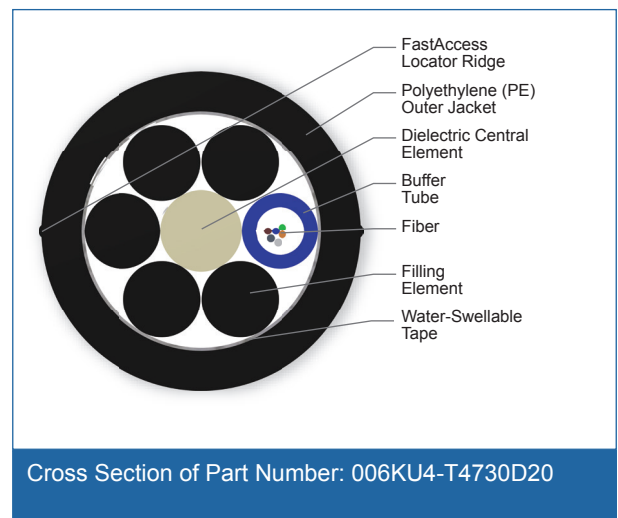 FastAccess
Locator Ridge
Polyethylene (PE)
Outer Jacket
Dielectric Central
Element
Buffer
Tube
Fiber
Filling
Element
Water-Swellable
Tape
Cross Section of Part Number: 006KU4-T4730D20